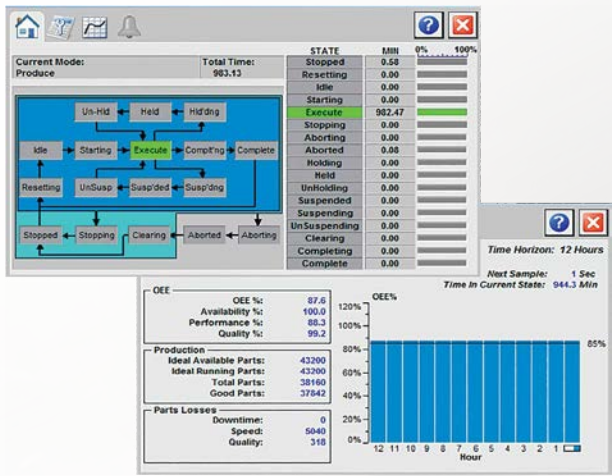 STATE MIN 0% 100%
Current Mode: Total Time:
Produce 983.13
Stopped 0.58
Resetting 0.00
Idle 0.00
Starting 0.00
Execute 982.47
Stopping 0.00
Aborting 0.00
Aborted 0.08
Holding 0.00
Held 0.00
UnHolding 0.00
Suspended 0.00
Suspending 0.00
UnSuspending 0.00
Clearing 0.00
Completing 0.00
Complete 0.00
Un-Hld Held Hld'dng
Idle Starting Execute Complt'ng Complete
Resetting UnSusp Susp'ded Susp'dng
Stopped Stopping Clearing Aborted Aborting
Time Horizon: 12 Hours
Next Sample: 1 Sec
Time In Current State: 944.3 Min
OEE
OEE %: 87.6
Availability %: 100.0
Performance %: 88.3
Quality %: 99.2
Production
Ideal Available Parts: 43200
Ideal Running Parts: 43200
Total Parts: 38160
Good Parts: 37842
Parts Losses
Downtime: 0
Speed: 5040
Quality: 318
OEE%
120%
100%
80%
60%
40%
20%
0%
85%
12 11 10 9 8 7 6 5 4 3 2 1
Hour